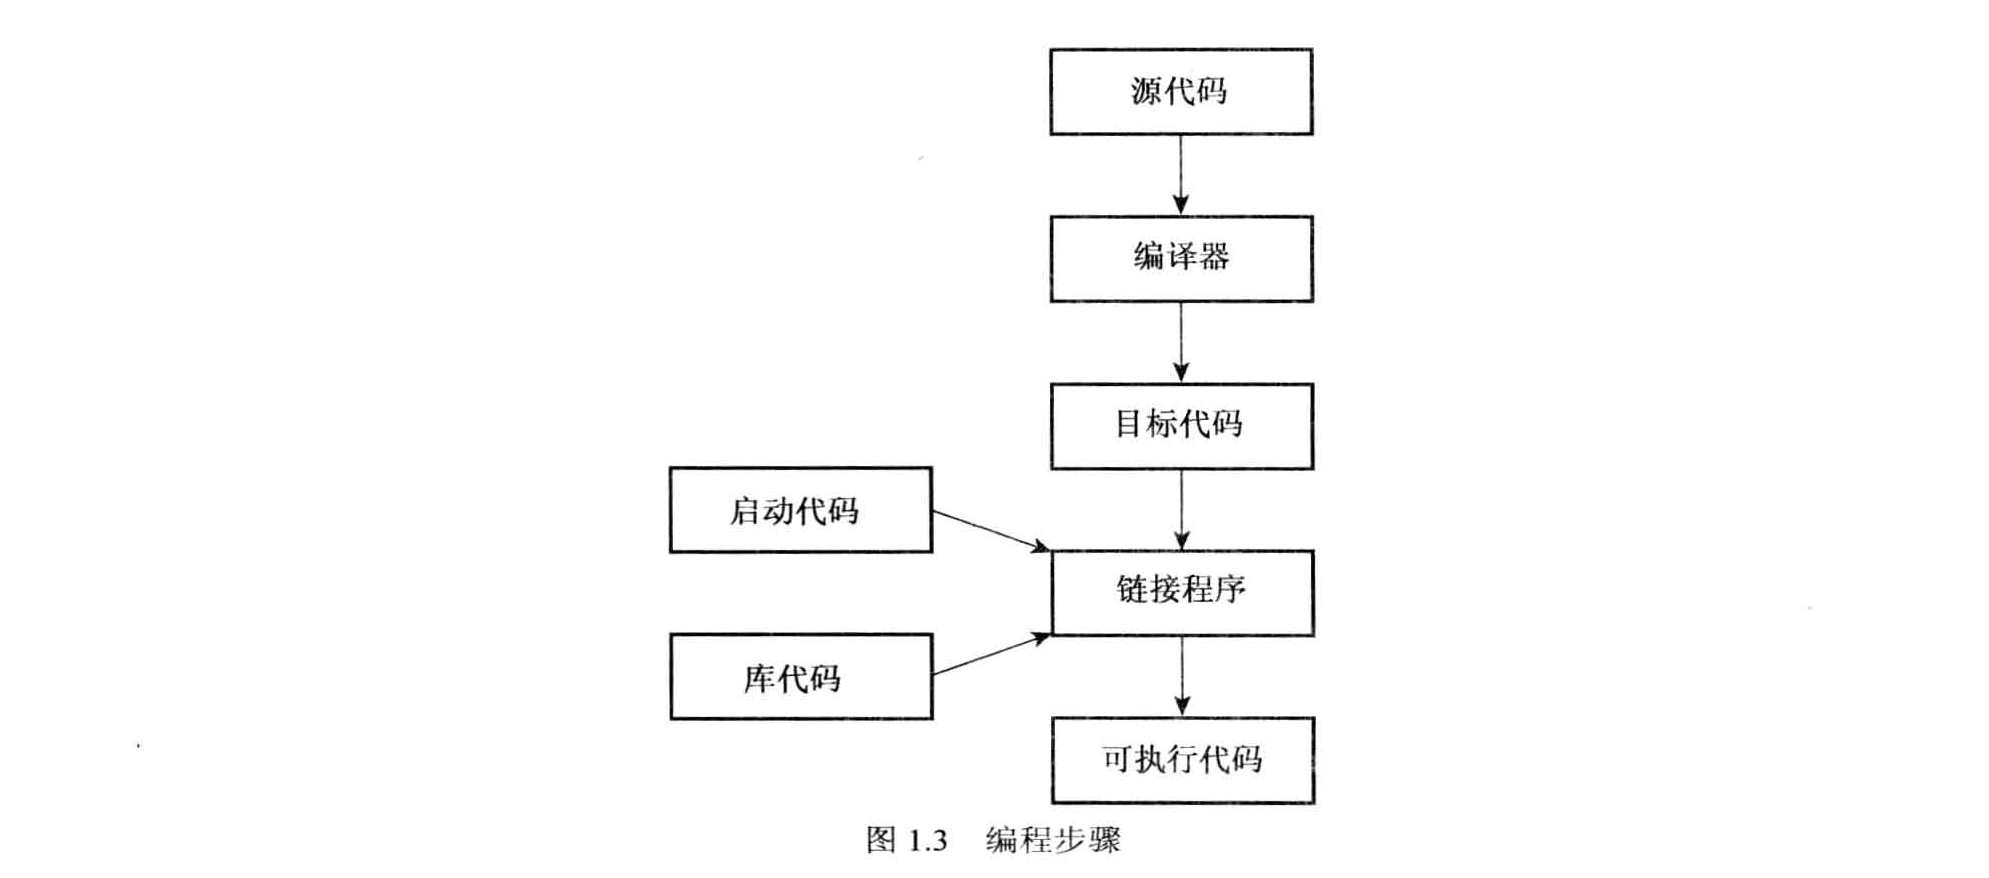 源代码
编译器
目标代码
启动代码
链接程序
库代码
可执行代码
图 1.3 编程步骤